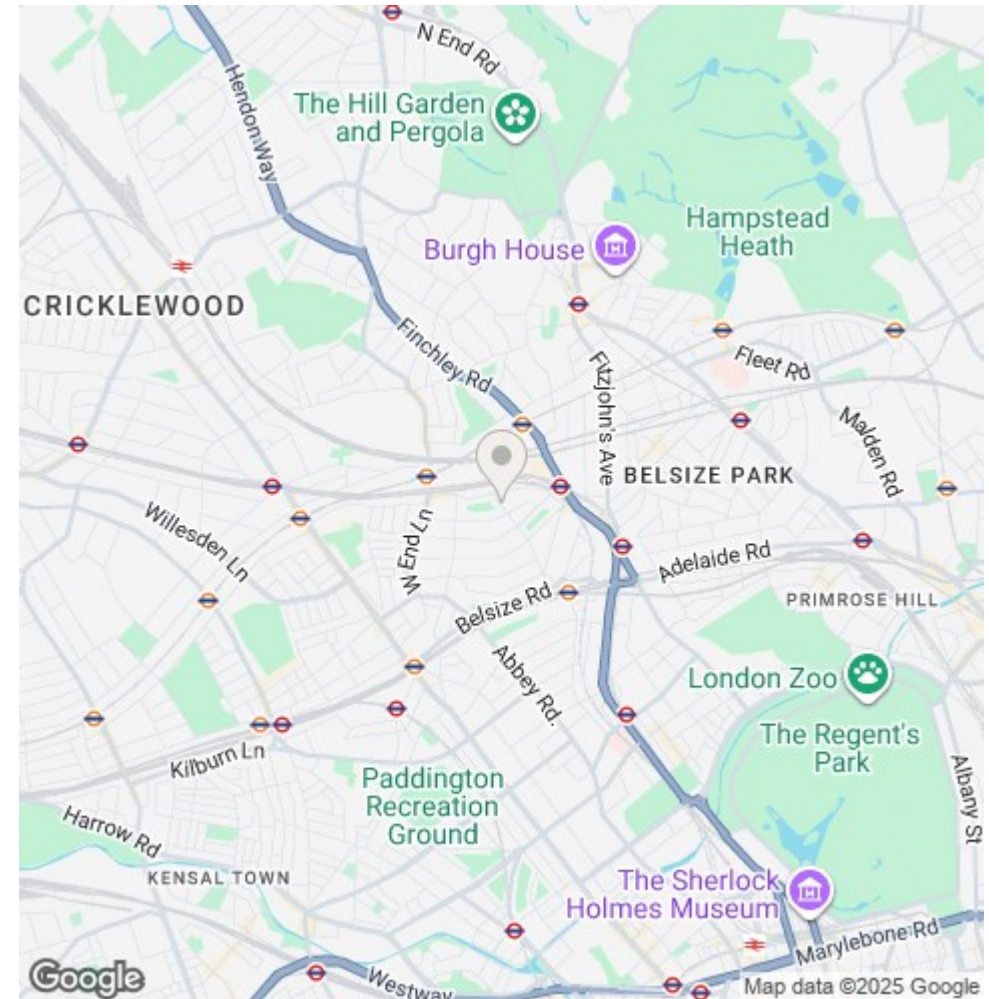 N End Rd
Hendon Way
The Hill Garden
and Pergola
Hampstead
Heath
Burgh House
CRICKLEWOOD
Finchley Rd
Fitzjohn's Ave
Fleet Rd
Malden Rd
BELSIZE PARK
Willesden Ln
W End Ln
Adelaide Rd
Belsize Rd
PRIMROSE HILL
Abbey Rd.
London Zoo
The Regent's
Park
Kilburn Ln
Albany St
Paddington
Recreation
Ground
Harrow Rd
KENSAL TOWN
The Sherlock
Holmes Museum
Marylebone Rd
Westway
Google
Map data ©2025 Google